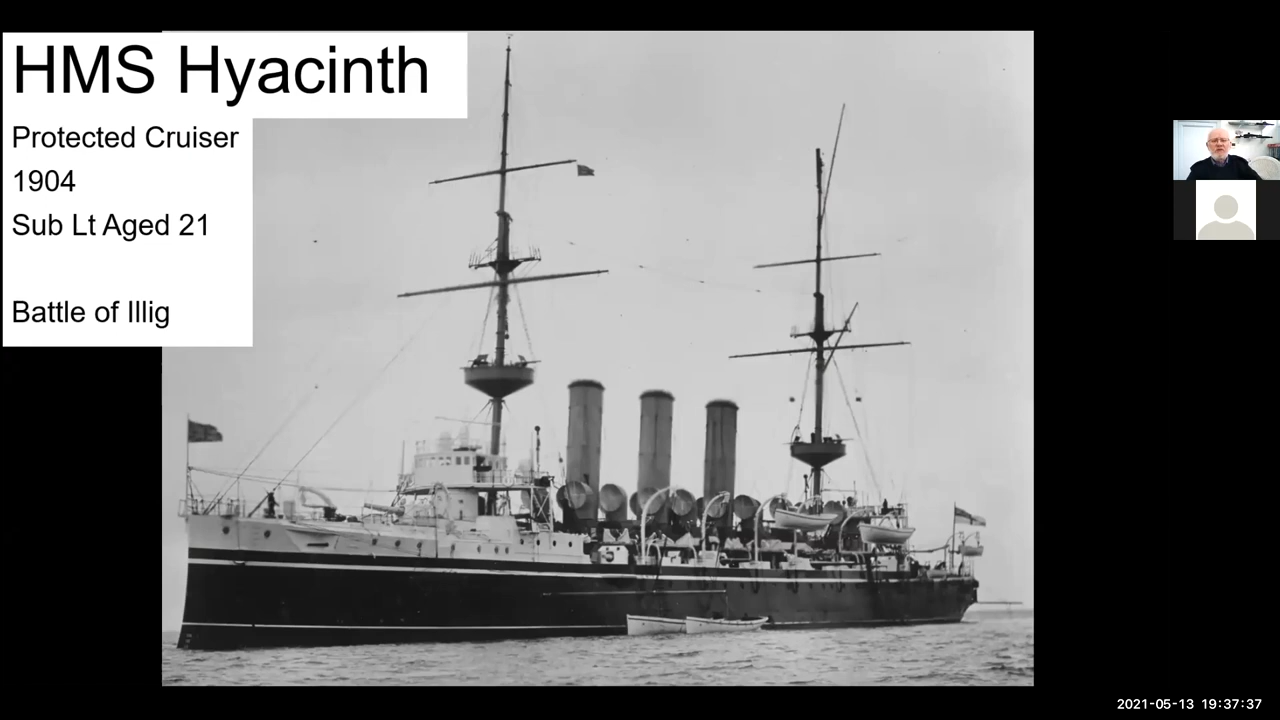 HMS Hyacinth
Protected Cruiser
1904
Sub Lt Aged 21
Battle of Illig
2021-05-13 19:37:37